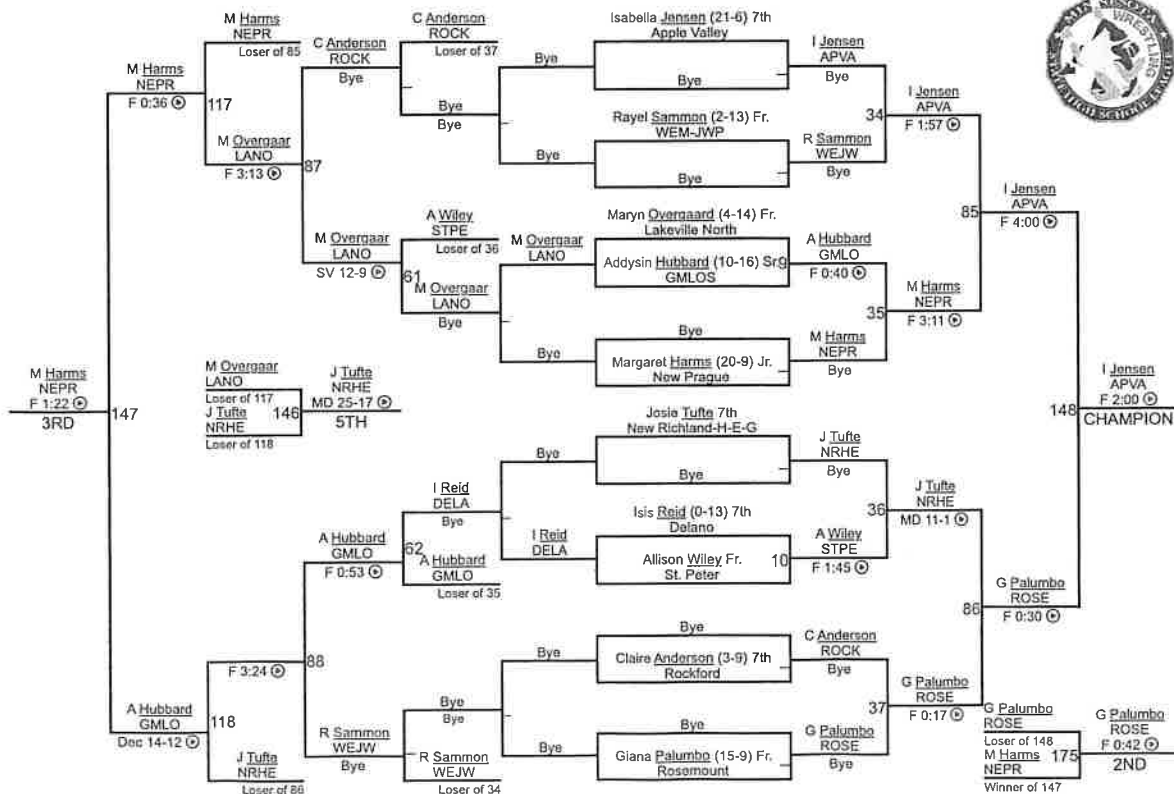 M Harms
NEPR
Loser of 85
M Harms
NEPR
F 0:36
117
M Overgaar
LANO
F 3:13
C Anderson
ROCK
Bye
87
C Anderson
ROCK
Loser of 37
Bye
Bye
M Overgaar
LANO
SV 12-9
A Wiley
STPE
Loser of 36
61
M Overgaar
LANO
Bye
Bye
Bye
M Overgaar
LANO
Bye
Isabella Jensen (21-6) 7th
Apple Valley
Bye
Rayel Sammon (2-13) Fr.
WEM-JWP
Bye
Maryn Overgaard (4-14) Fr.
Lakeville North
Addysin Hubbard (10-16) Sr.
GMLOS
9
Bye
Margaret Harms (20-9) Jr.
New Prague
I Jensen
APVA
Bye
34
R Sammon
WEJW
Bye
A Hubbard
GMLO
F 0:40
35
M Harms
NEPR
Bye
I Jensen
APVA
F 1:57
85
M Harms
NEPR
F 3:11
I Jensen
APVA
F 4:00
MINNESOTA
WRESTLING
M Harms
NEPR
F 1:22
3RD
147
M Overgaar
LANO
Loser of 117
146
J Tufte
NRHE
Loser of 118
J Tufte
NRHE
MD 25-17
5TH
148
I Jensen
APVA
F 2:00
CHAMPION
Josie Tufte 7th
New Richland-H-E-G
Bye
Isis Reid (0-13) 7th
Delano
Allison Wiley Fr.
St. Peter
10
Bye
Claire Anderson (3-9) 7th
Rockford
Bye
Giana Palumbo (15-9) Fr.
Rosemount
Bye
I Reid
DELA
Bye
Bye
I Reid
DELA
Bye
62
A Hubbard
GMLO
Loser of 35
A Hubbard
GMLO
F 0:53
88
F 3:24
R Sammon
WEJW
Bye
Bye
Bye
R Sammon
WEJW
Loser of 34
A Hubbard
GMLO
Dec 14-12
118
J Tufte
NRHE
Loser of 86
J Tufte
NRHE
Bye
36
A Wiley
STPE
F 1:45
C Anderson
ROCK
Bye
37
G Palumbo
ROSE
Bye
J Tufte
NRHE
MD 11-1
86
G Palumbo
ROSE
F 0:17
G Palumbo
ROSE
F 0:30
G Palumbo
ROSE
Loser of 148
175
M Harms
NEPR
Winner of 147
G Palumbo
ROSE
F 0:42
2ND